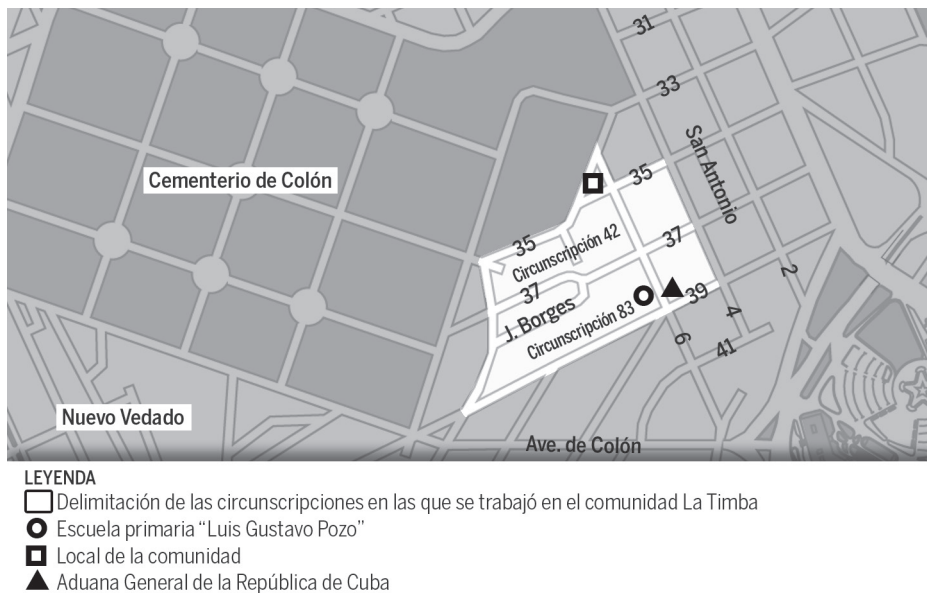 31
33
San Antonio
Cementerio de Colón
35
35
Circunscripción 42
37
2
37
39
J. Borges
Circunscripción 83
4
6
41
Nuevo Vedado
Ave. de Colón
LEYENDA
Delimitación de las circunscripciones en las que se trabajó en el comunidad La Timba
Escuela primaria “Luis Gustavo Pozo”
Local de la comunidad
Aduana General de la República de Cuba